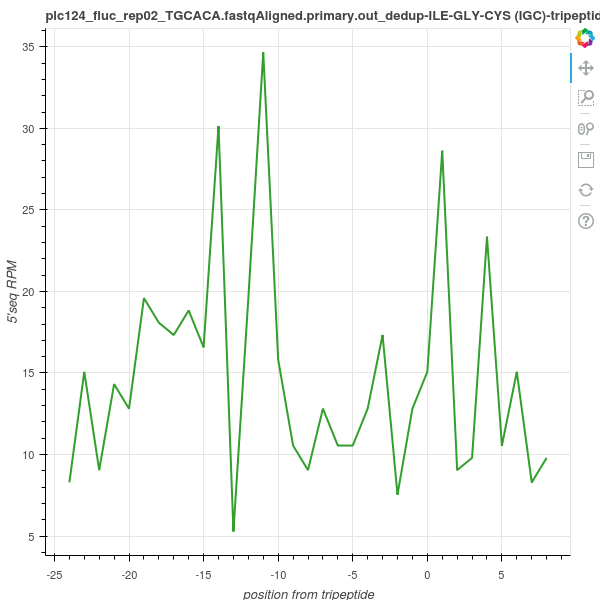 plc124_fluc_rep02_TGCACA.fastqAligned.primary.out_dedup-ILE-GLY-CYS (IGC)-tripeptid
35
30
25
20
15
10
5
5'seq RPM
-25 -20 -15 -10 -5 0 5
position from tripeptide